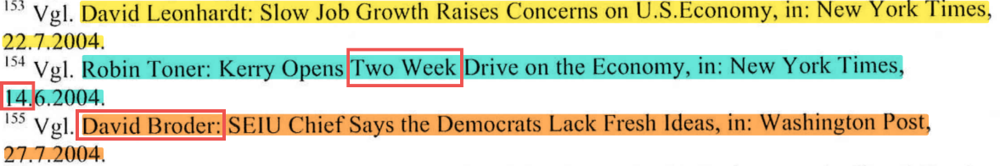 153 Vgl. David Leonhardt: Slow Job Growth Raises Concerns on U.S.Economy, in: New York Times,
22.7.2004.
154 Vgl. Robin Toner: Kerry Opens Two Week Drive on the Economy, in: New York Times,
14.6.2004.
155 Vgl. David Broder: SEIU Chief Says the Democrats Lack Fresh Ideas, in: Washington Post,
27.7.2004.